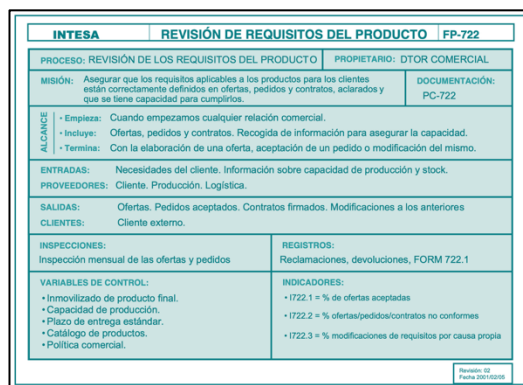 INTESA REVISIÓN DE REQUISITOS DEL PRODUCTO FP-722
PROCESO: REVISIÓN DE LOS REQUISITOS DEL PRODUCTO PROPIETARIO: DTOR COMERCIAL
MISIÓN: Asegurar que los requisitos aplicables a los productos para los clientes
están correctamente definidos en ofertas, pedidos y contratos, aclarados y
que se tiene capacidad para cumplirlos.
DOCUMENTACIÓN:
PC-722
ALCANCE
• Empieza: Cuando empezamos cualquier relación comercial.
• Incluye: Ofertas, pedidos y contratos. Recogida de información para asegurar la capacidad.
• Termina: Con la elaboración de una oferta, aceptación de un pedido o modificación del mismo.
ENTRADAS: Necesidades del cliente. Información sobre capacidad de producción y stock.
PROVEEDORES: Cliente. Producción. Logística.
SALIDAS: Ofertas. Pedidos aceptados. Contratos firmados. Modificaciones a los anteriores
CLIENTES: Cliente externo.
INSPECCIONES:
Inspección mensual de las ofertas y pedidos
REGISTROS:
Reclamaciones, devoluciones, FORM 722.1
VARIABLES DE CONTROL:
• Inmovilizado de producto final.
• Capacidad de producción.
• Plazo de entrega estándar.
• Catálogo de productos.
• Política comercial.
INDICADORES:
• I722.1 = % de ofertas aceptadas
• I722.2 = % ofertas/pedidos/contratos no conformes
• I722.3 = % modificaciones de requisitos por causa propia
Revisión: 02
Fecha 2001/02/05